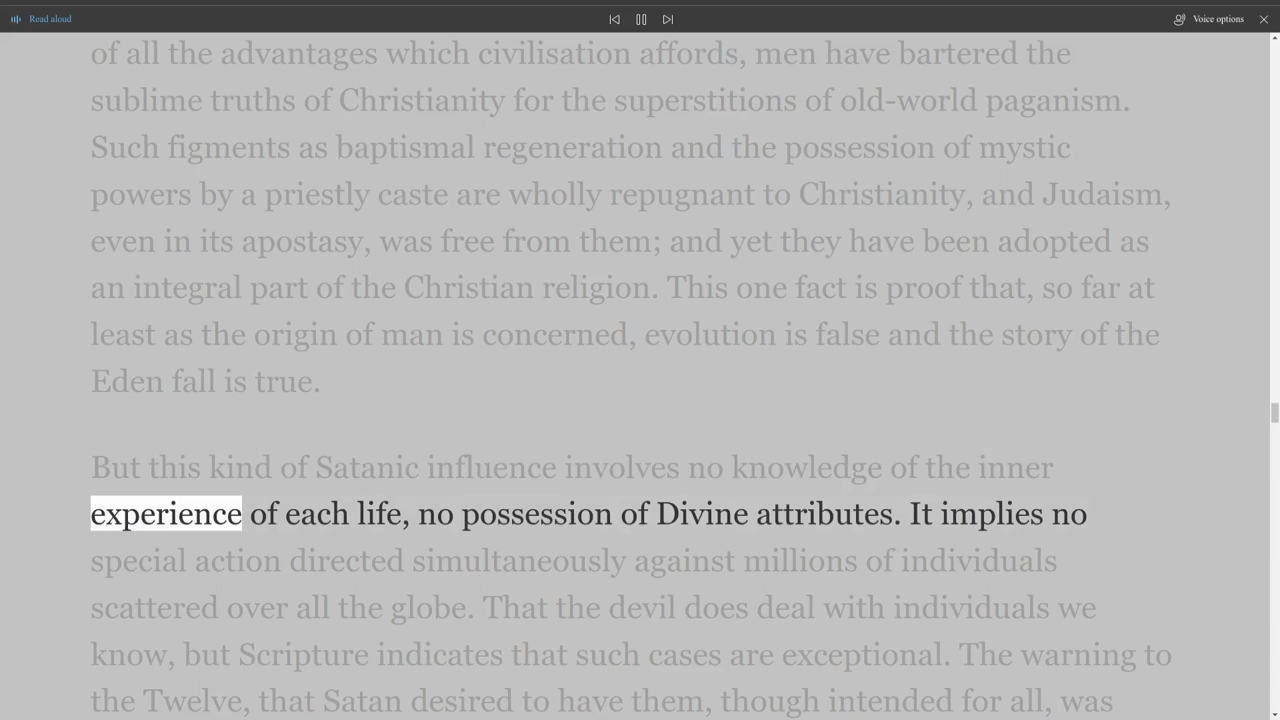 Read aloud
Voice options
of all the advantages which civilisation affords, men have bartered the
sublime truths of Christianity for the superstitions of old-world paganism.
Such figments as baptismal regeneration and the possession of mystic
powers by a priestly caste are wholly repugnant to Christianity, and Judaism,
even in its apostasy, was free from them; and yet they have been adopted as
an integral part of the Christian religion. This one fact is proof that, so far at
least as the origin of man is concerned, evolution is false and the story of the
Eden fall is true.
But this kind of Satanic influence involves no knowledge of the inner
experience of each life, no possession of Divine attributes. It implies no
special action directed simultaneously against millions of individuals
scattered over all the globe. That the devil does deal with individuals we
know, but Scripture indicates that such cases are exceptional. The warning to
the Twelve, that Satan desired to have them, though intended for all, was